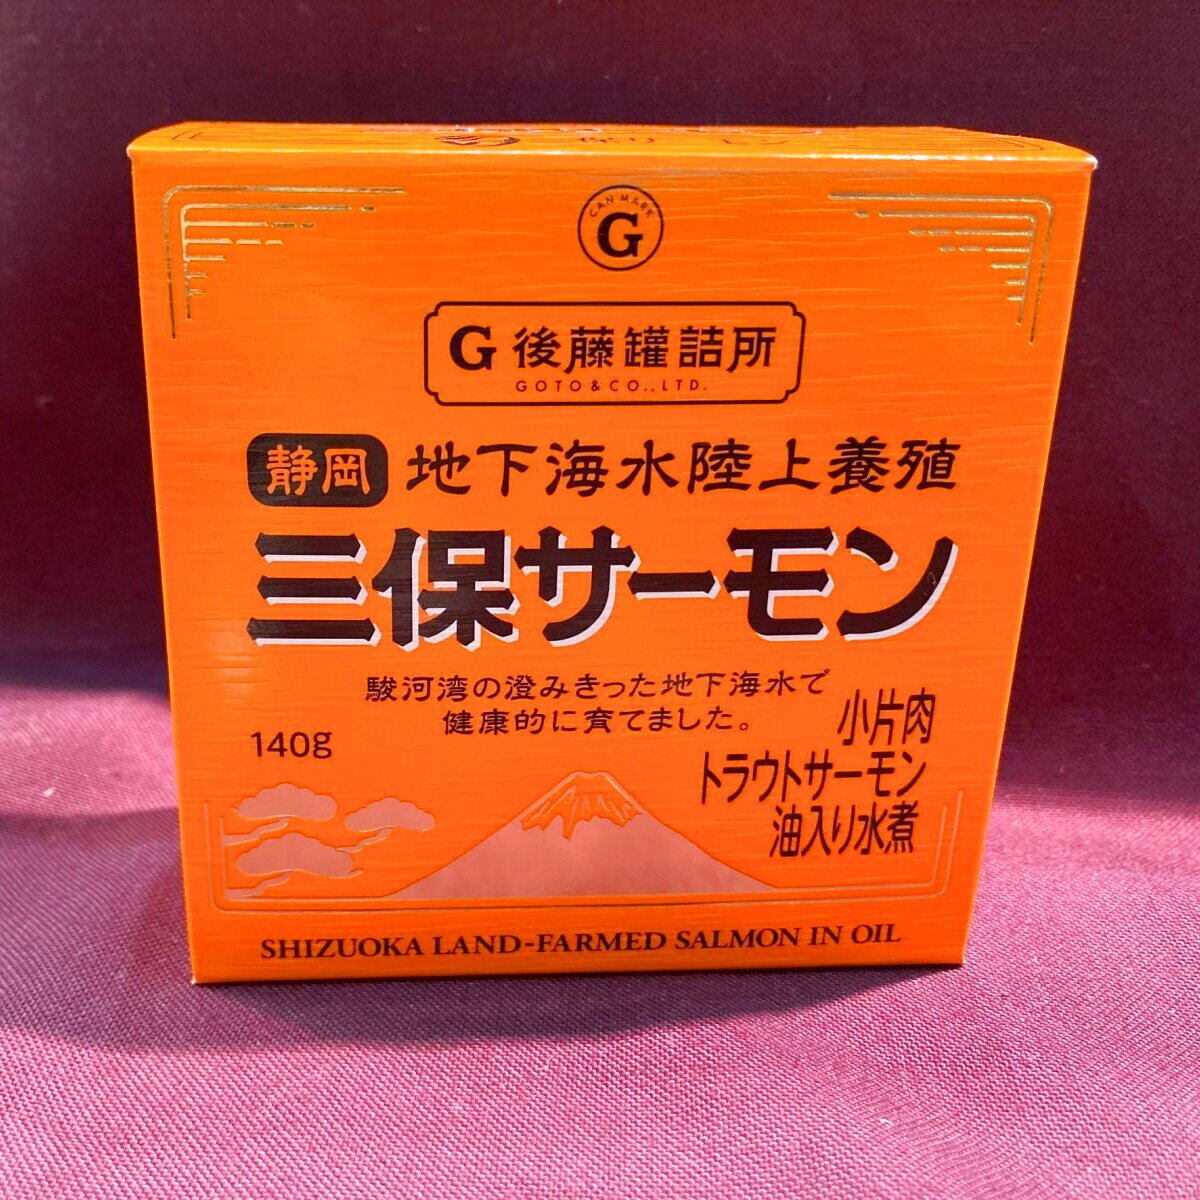 CAN MARK
G
G 後藤罐詰所
GOTO & CO., LTD.
静岡 地下海水陸上養殖
三保サーモン
駿河湾の澄みきった地下海水で
健康的に育てました。
140g
小片肉
トラウトサーモン
油入り水煮
SHIZUOKA LAND-FARMED SALMON IN OIL